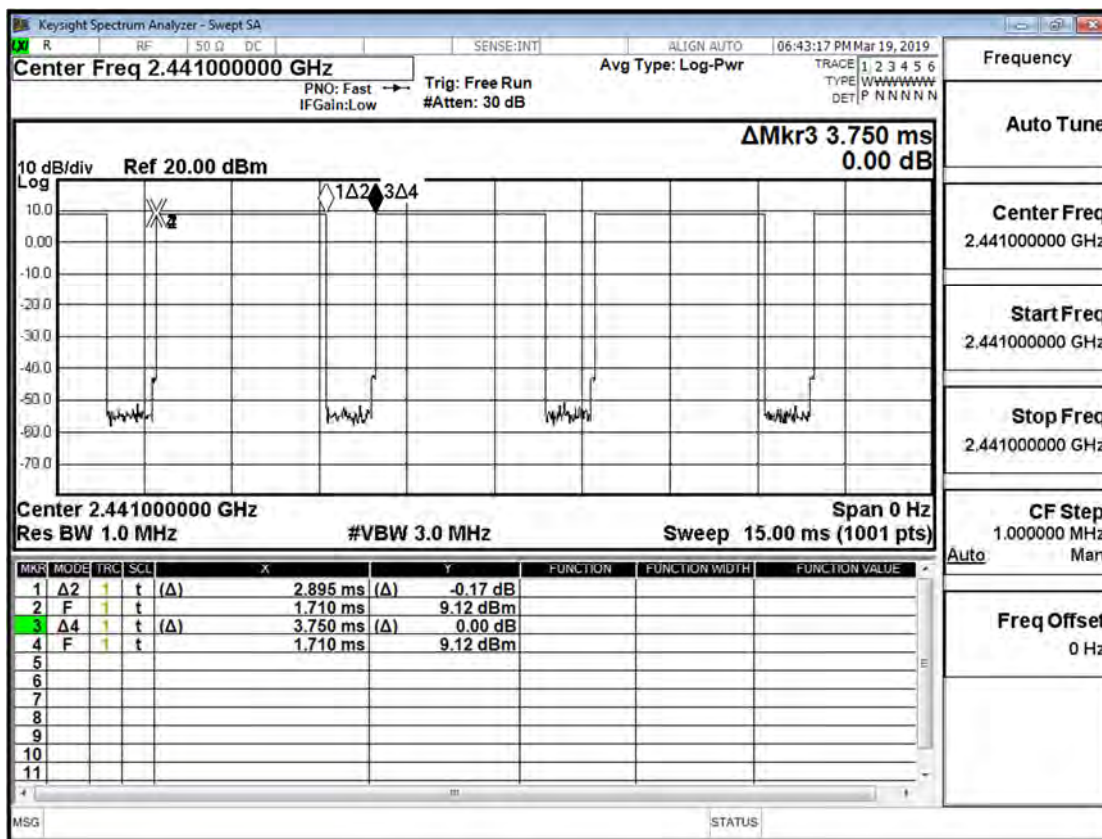 Keysight Spectrum Analyzer - Swept SA
LXI R RF 50 Ω DC SENSE:INT ALIGN AUTO 06:43:17 PM Mar 19, 2019
Center Freq 2.441000000 GHz
PNO: Fast
IFGain:Low
Trig: Free Run
#Atten: 30 dB
Avg Type: Log-Pwr
TRACE 1 2 3 4 5 6
TYPE WWWWWW
DET P N N N N N
ΔMkr3 3.750 ms
0.00 dB
10 dB/div Ref 20.00 dBm
Log
1Δ2 3Δ4
10.0
0.00
-10.0
-20.0
-30.0
-40.0
-50.0
-60.0
-70.0
Center 2.441000000 GHz Span 0 Hz
Res BW 1.0 MHz #VBW 3.0 MHz Sweep 15.00 ms (1001 pts)
MKR MODE TRC SCL X Y FUNCTION FUNCTION WIDTH FUNCTION VALUE
1 Δ2 1 t (Δ) 2.895 ms (Δ) -0.17 dB
2 F 1 t 1.710 ms 9.12 dBm
3 Δ4 1 t (Δ) 3.750 ms (Δ) 0.00 dB
4 F 1 t 1.710 ms 9.12 dBm
5
6
7
8
9
10
11
MSG STATUS
Frequency
Auto Tune
Center Freq
2.441000000 GHz
Start Freq
2.441000000 GHz
Stop Freq
2.441000000 GHz
CF Step
1.000000 MHz
Auto Man
Freq Offset
0 Hz